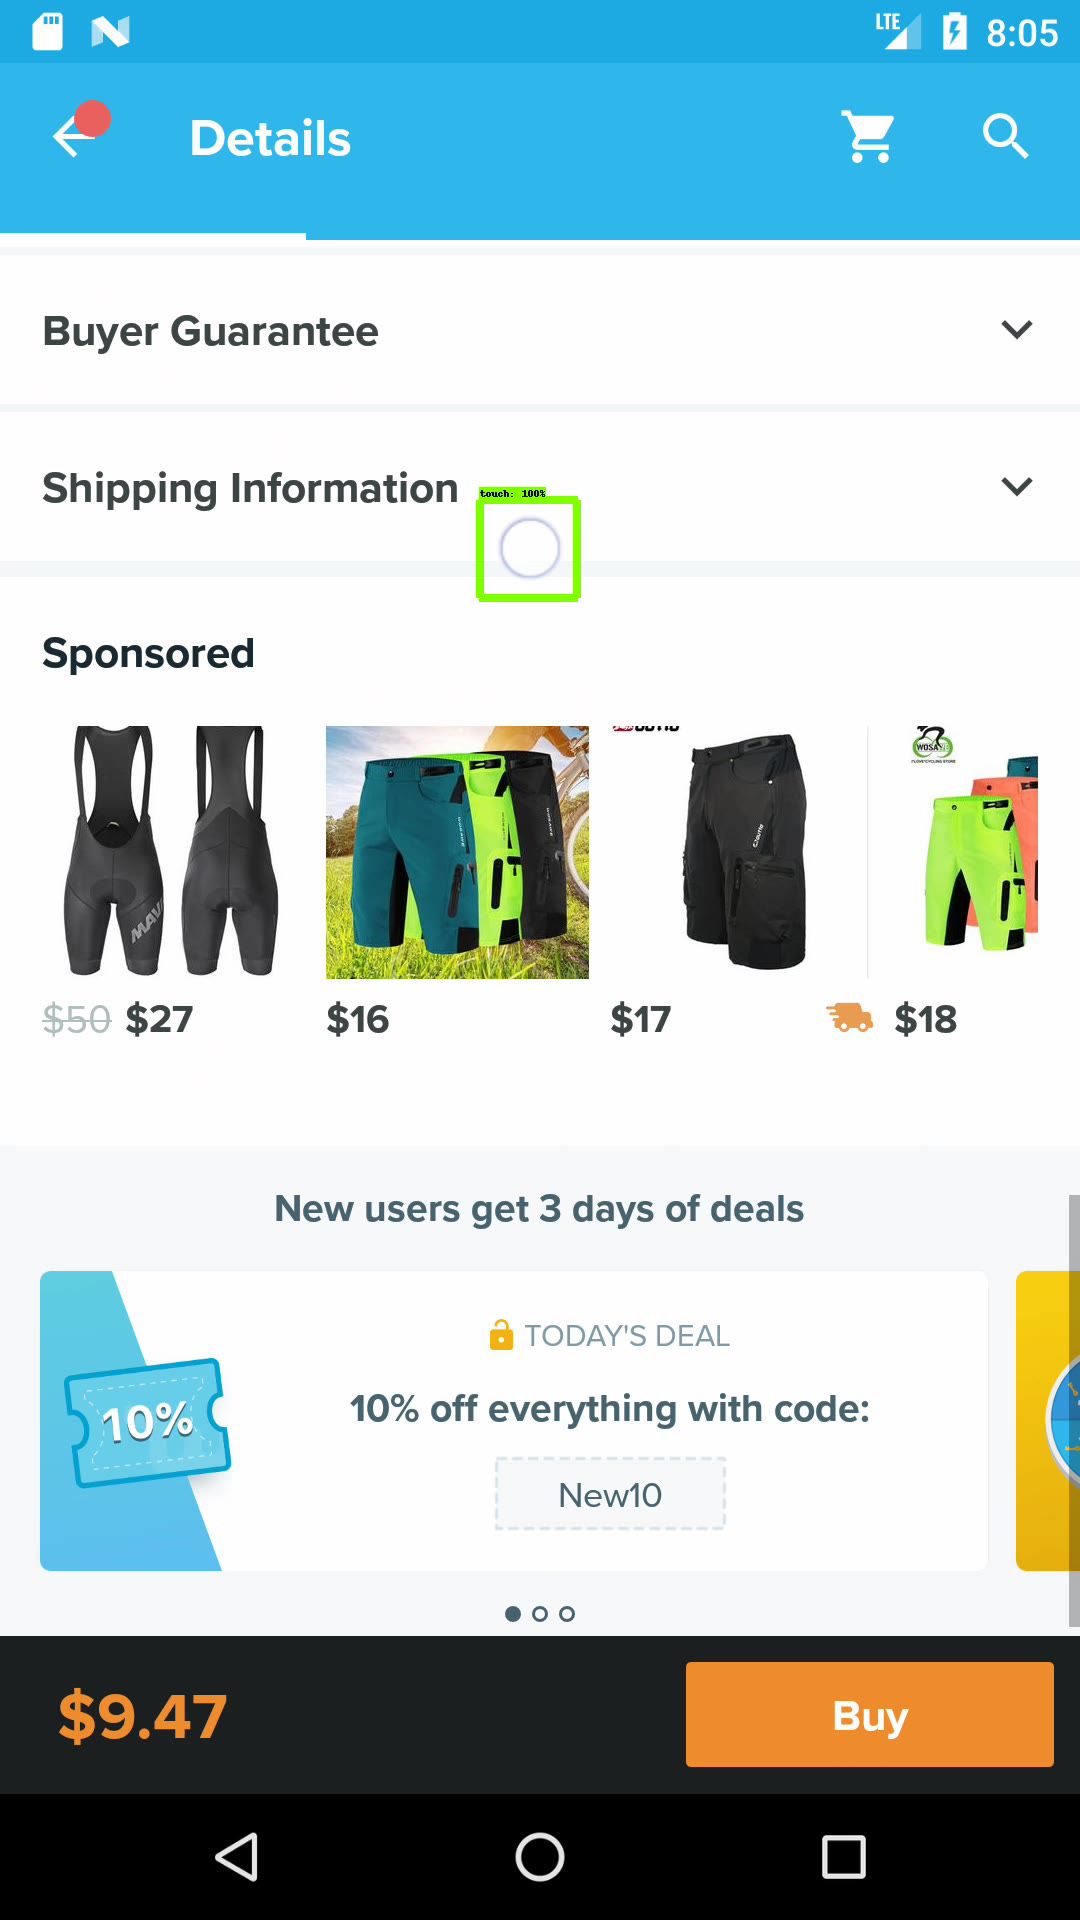 LTE 8:05
Details
Buyer Guarantee
Shipping Information
touch: 100%
Sponsored
WOSAWE
$50 $27 $16 $17 $18
New users get 3 days of deals
TODAY'S DEAL
10%
10% off everything with code:
New10
$9.47 Buy